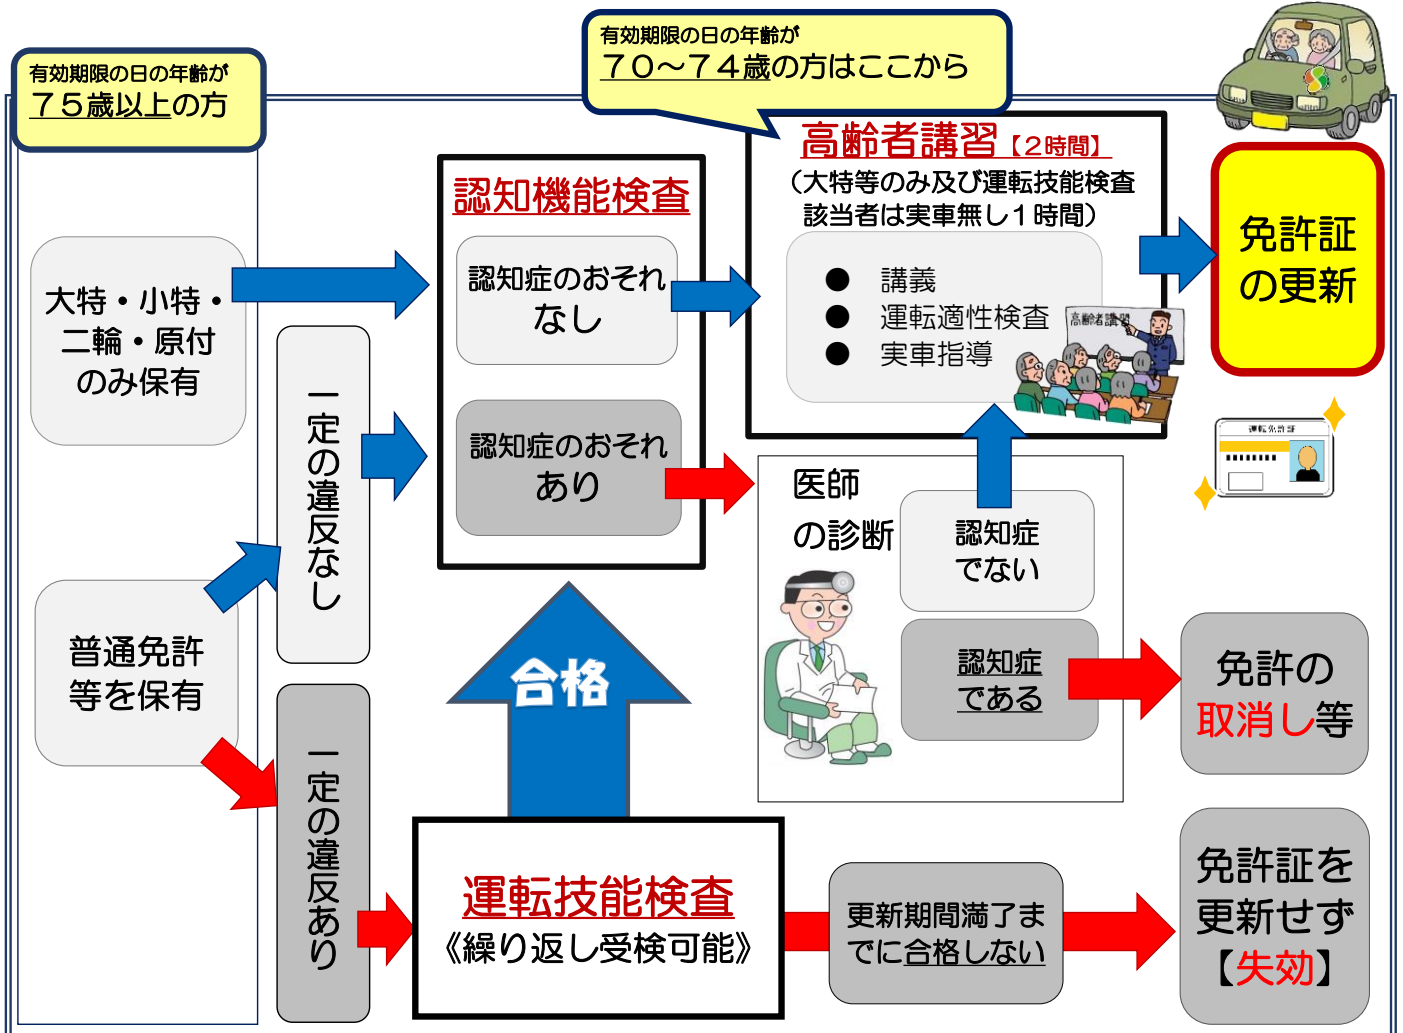 有効期限の日の年齢が
75歳以上の方
有効期限の日の年齢が
70～74歳の方はここから
大特・小特・
二輪・原付
のみ保有
普通免許
等を保有
一定の違反なし
一定の違反あり
認知機能検査
認知症のおそれ
なし
認知症のおそれ
あり
合格
運転技能検査
《繰り返し受検可能》
高齢者講習【2時間】
（大特等のみ及び運転技能検査
該当者は実車無し1時間）
● 講義
● 運転適性検査
● 実車指導
高齢者講習
医師
の診断
認知症
でない
認知症
である
更新期間満了ま
でに合格しない
免許証
の更新
運転免許証
免許の
取消し等
免許証を
更新せず
【失効】